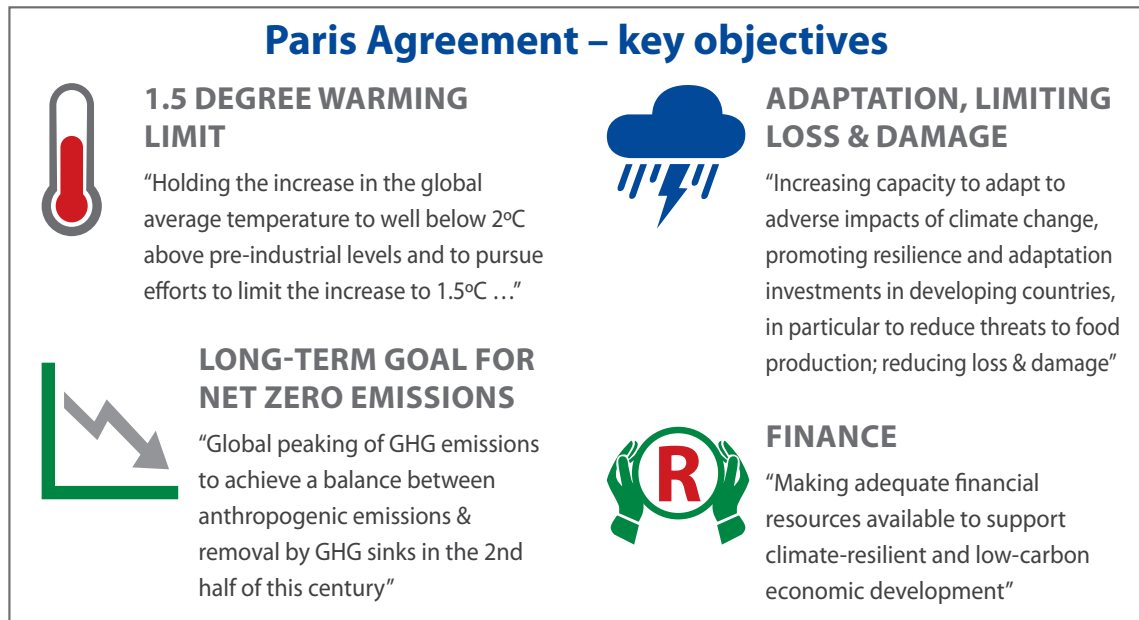 Paris Agreement – key objectives
1.5 DEGREE WARMING
LIMIT
“Holding the increase in the global
average temperature to well below 2ºC
above pre-industrial levels and to pursue
efforts to limit the increase to 1.5ºC …”
LONG-TERM GOAL FOR
NET ZERO EMISSIONS
“Global peaking of GHG emissions
to achieve a balance between
anthropogenic emissions &
removal by GHG sinks in the 2nd
half of this century”
ADAPTATION, LIMITING
LOSS & DAMAGE
“Increasing capacity to adapt to
adverse impacts of climate change,
promoting resilience and adaptation
investments in developing countries,
in particular to reduce threats to food
production; reducing loss & damage”
R
FINANCE
“Making adequate financial
resources available to support
climate-resilient and low-carbon
economic development”